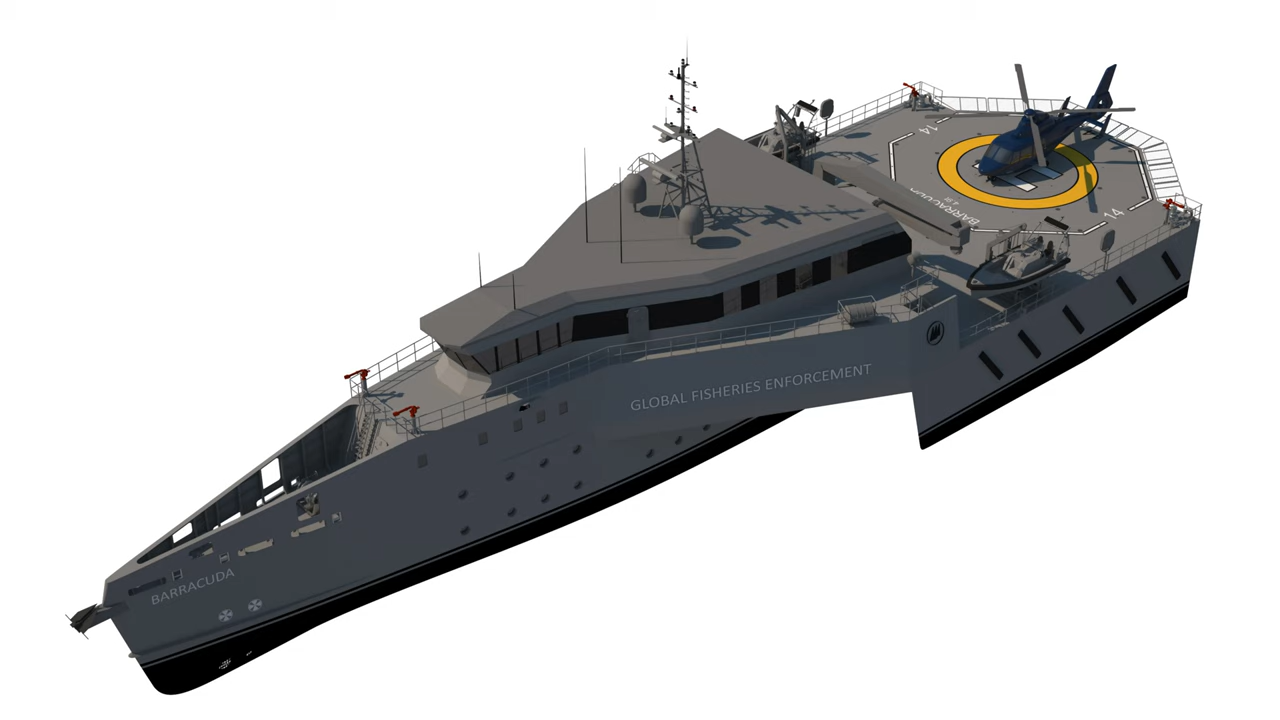 14
BARRACUDA
14
GLOBAL FISHERIES ENFORCEMENT
BARRACUDA